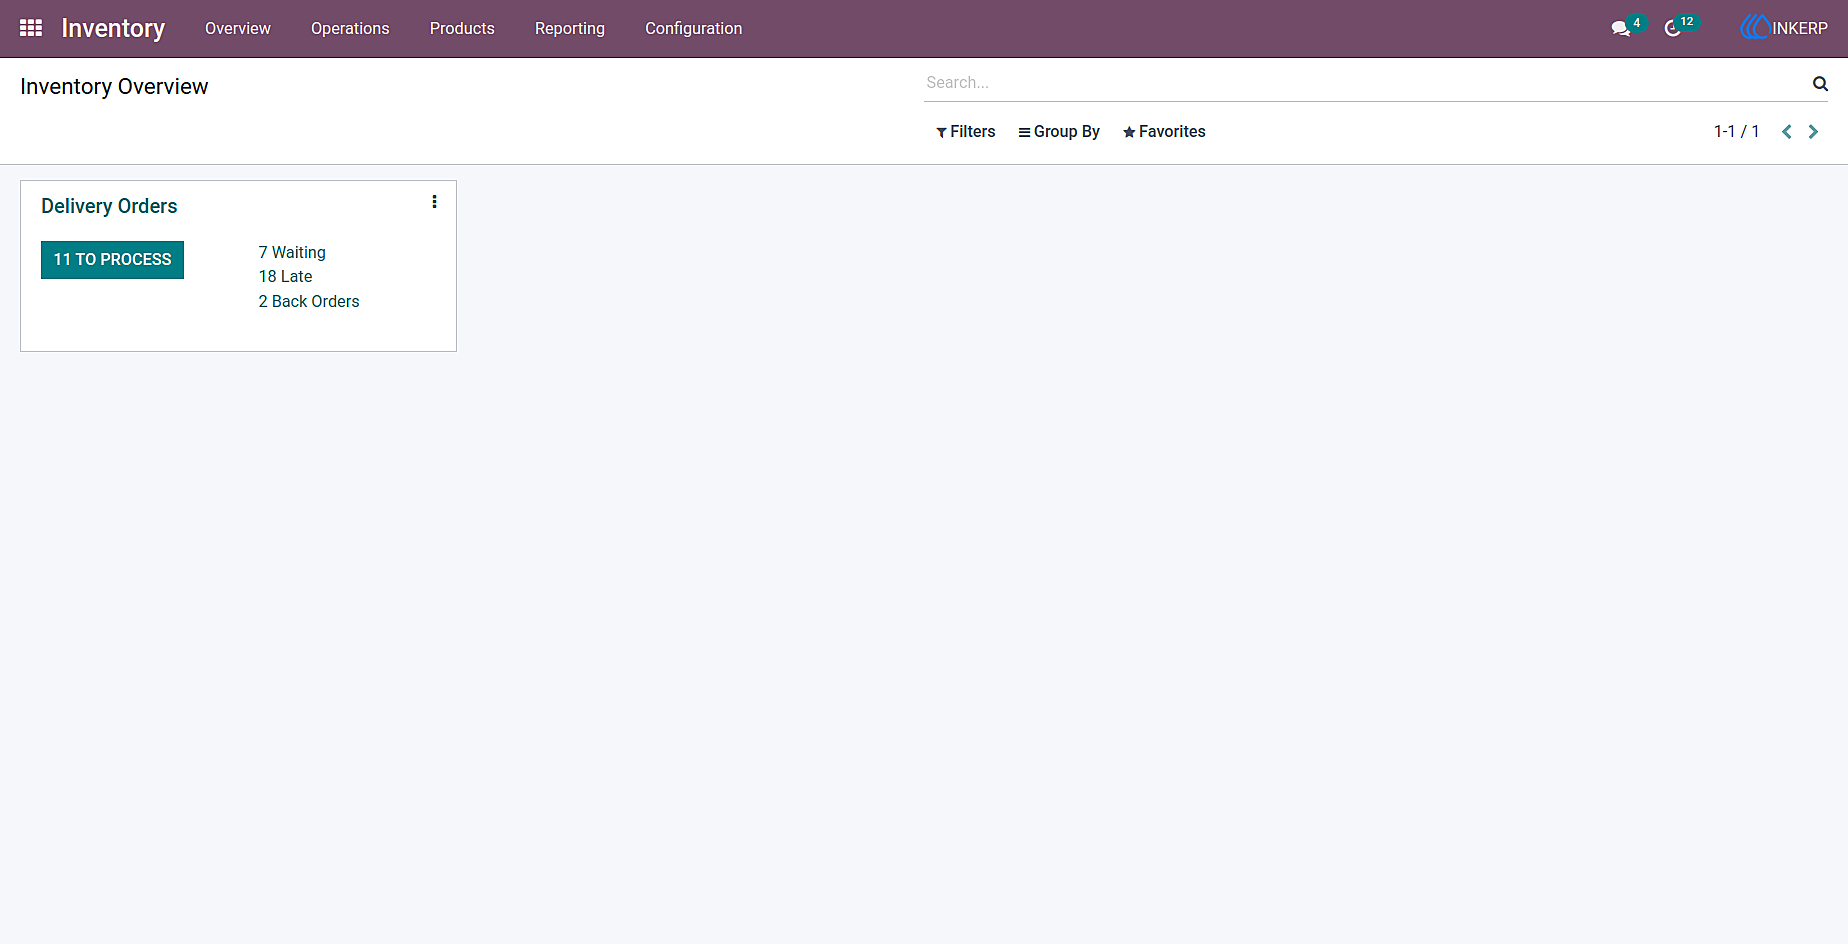 Inventory Overview Operations Products Reporting Configuration 4 12 INKERP
Inventory Overview
Search...
Filters Group By Favorites 1-1 / 1
Delivery Orders
11 TO PROCESS
7 Waiting
18 Late
2 Back Orders